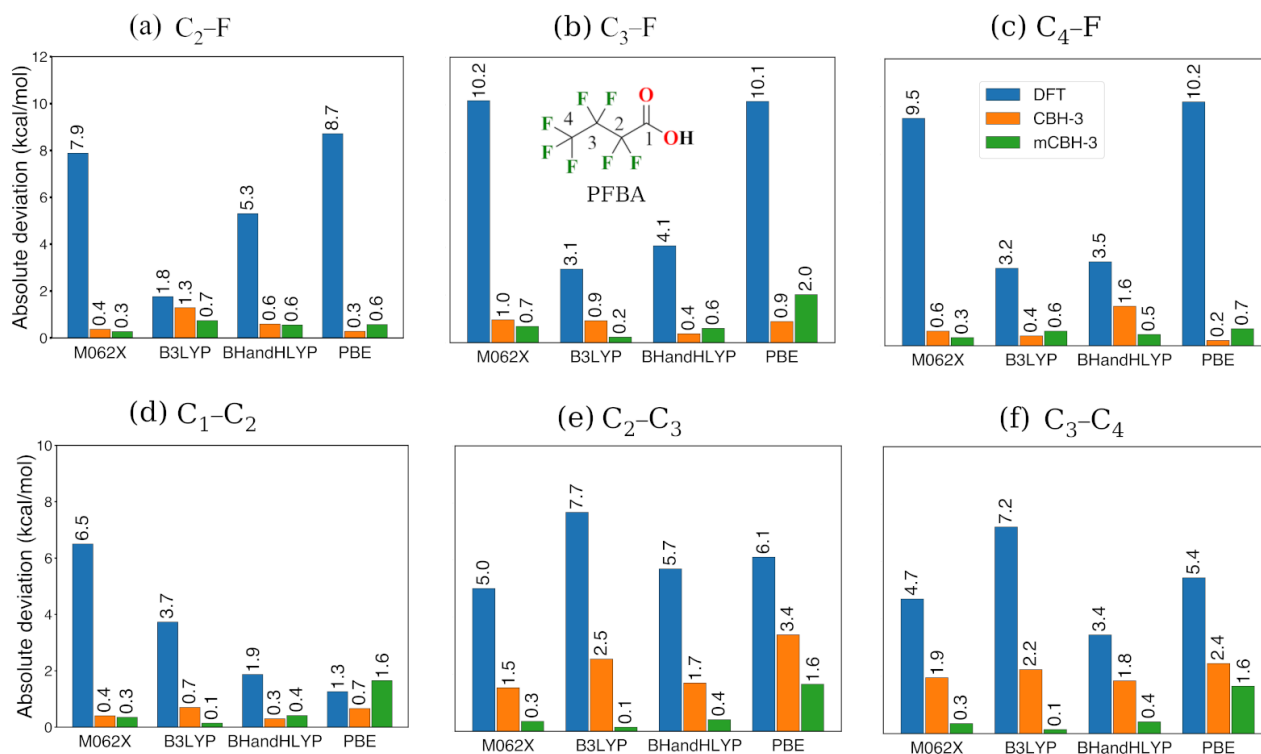 (a) C₂–F
(b) C₃–F
(c) C₄–F
Absolute deviation (kcal/mol)
12
10
8
6
4
2
0
7.9 0.4 0.3 1.8 1.3 0.7 5.3 0.6 0.6 8.7 0.3 0.6
M062X B3LYP BHandHLYP PBE
10.2 1.0 0.7 3.1 0.9 0.2 4.1 0.4 0.6 10.1 0.9 2.0
F F F O
4 2
F 3 1 OH
F F F
PFBA
M062X B3LYP BHandHLYP PBE
9.5 0.6 0.3 3.2 0.4 0.6 3.5 1.6 0.5 10.2 0.2 0.7
DFT
CBH-3
mCBH-3
M062X B3LYP BHandHLYP PBE
(d) C₁–C₂
(e) C₂–C₃
(f) C₃–C₄
Absolute deviation (kcal/mol)
10
8
6
4
2
0
6.5 0.4 0.3 3.7 0.7 0.1 1.9 0.3 0.4 1.3 0.7 1.6
M062X B3LYP BHandHLYP PBE
5.0 1.5 0.3 7.7 2.5 0.1 5.7 1.7 0.4 6.1 3.4 1.6
M062X B3LYP BHandHLYP PBE
4.7 1.9 0.3 7.2 2.2 0.1 3.4 1.8 0.4 5.4 2.4 1.6
M062X B3LYP BHandHLYP PBE